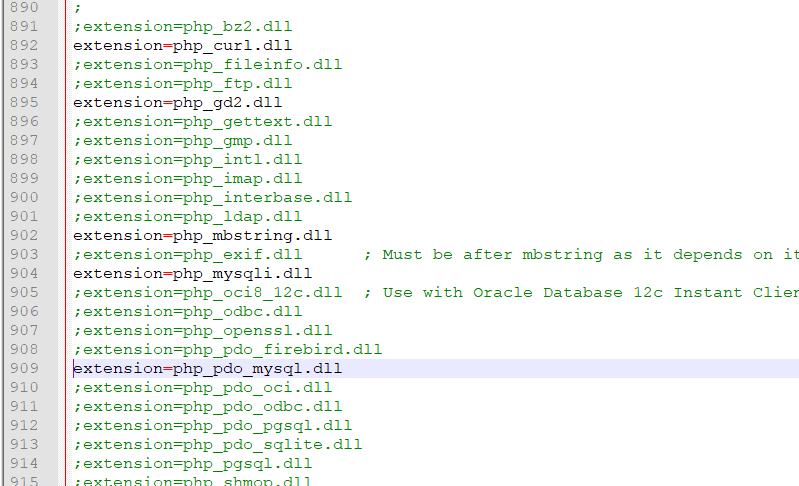 890 ;
891 ;extension=php_bz2.dll
892 extension=php_curl.dll
893 ;extension=php_fileinfo.dll
894 ;extension=php_ftp.dll
895 extension=php_gd2.dll
896 ;extension=php_gettext.dll
897 ;extension=php_gmp.dll
898 ;extension=php_intl.dll
899 ;extension=php_imap.dll
900 ;extension=php_interbase.dll
901 ;extension=php_ldap.dll
902 extension=php_mbstring.dll
903 ;extension=php_exif.dll      ; Must be after mbstring as it depends on it
904 extension=php_mysqli.dll
905 ;extension=php_oci8_12c.dll  ; Use with Oracle Database 12c Instant Clien
906 ;extension=php_odbc.dll
907 ;extension=php_openssl.dll
908 ;extension=php_pdo_firebird.dll
909 extension=php_pdo_mysql.dll
910 ;extension=php_pdo_oci.dll
911 ;extension=php_pdo_odbc.dll
912 ;extension=php_pdo_pgsql.dll
913 ;extension=php_pdo_sqlite.dll
914 ;extension=php_pgsql.dll
915 ;extension=php_shmop.dll